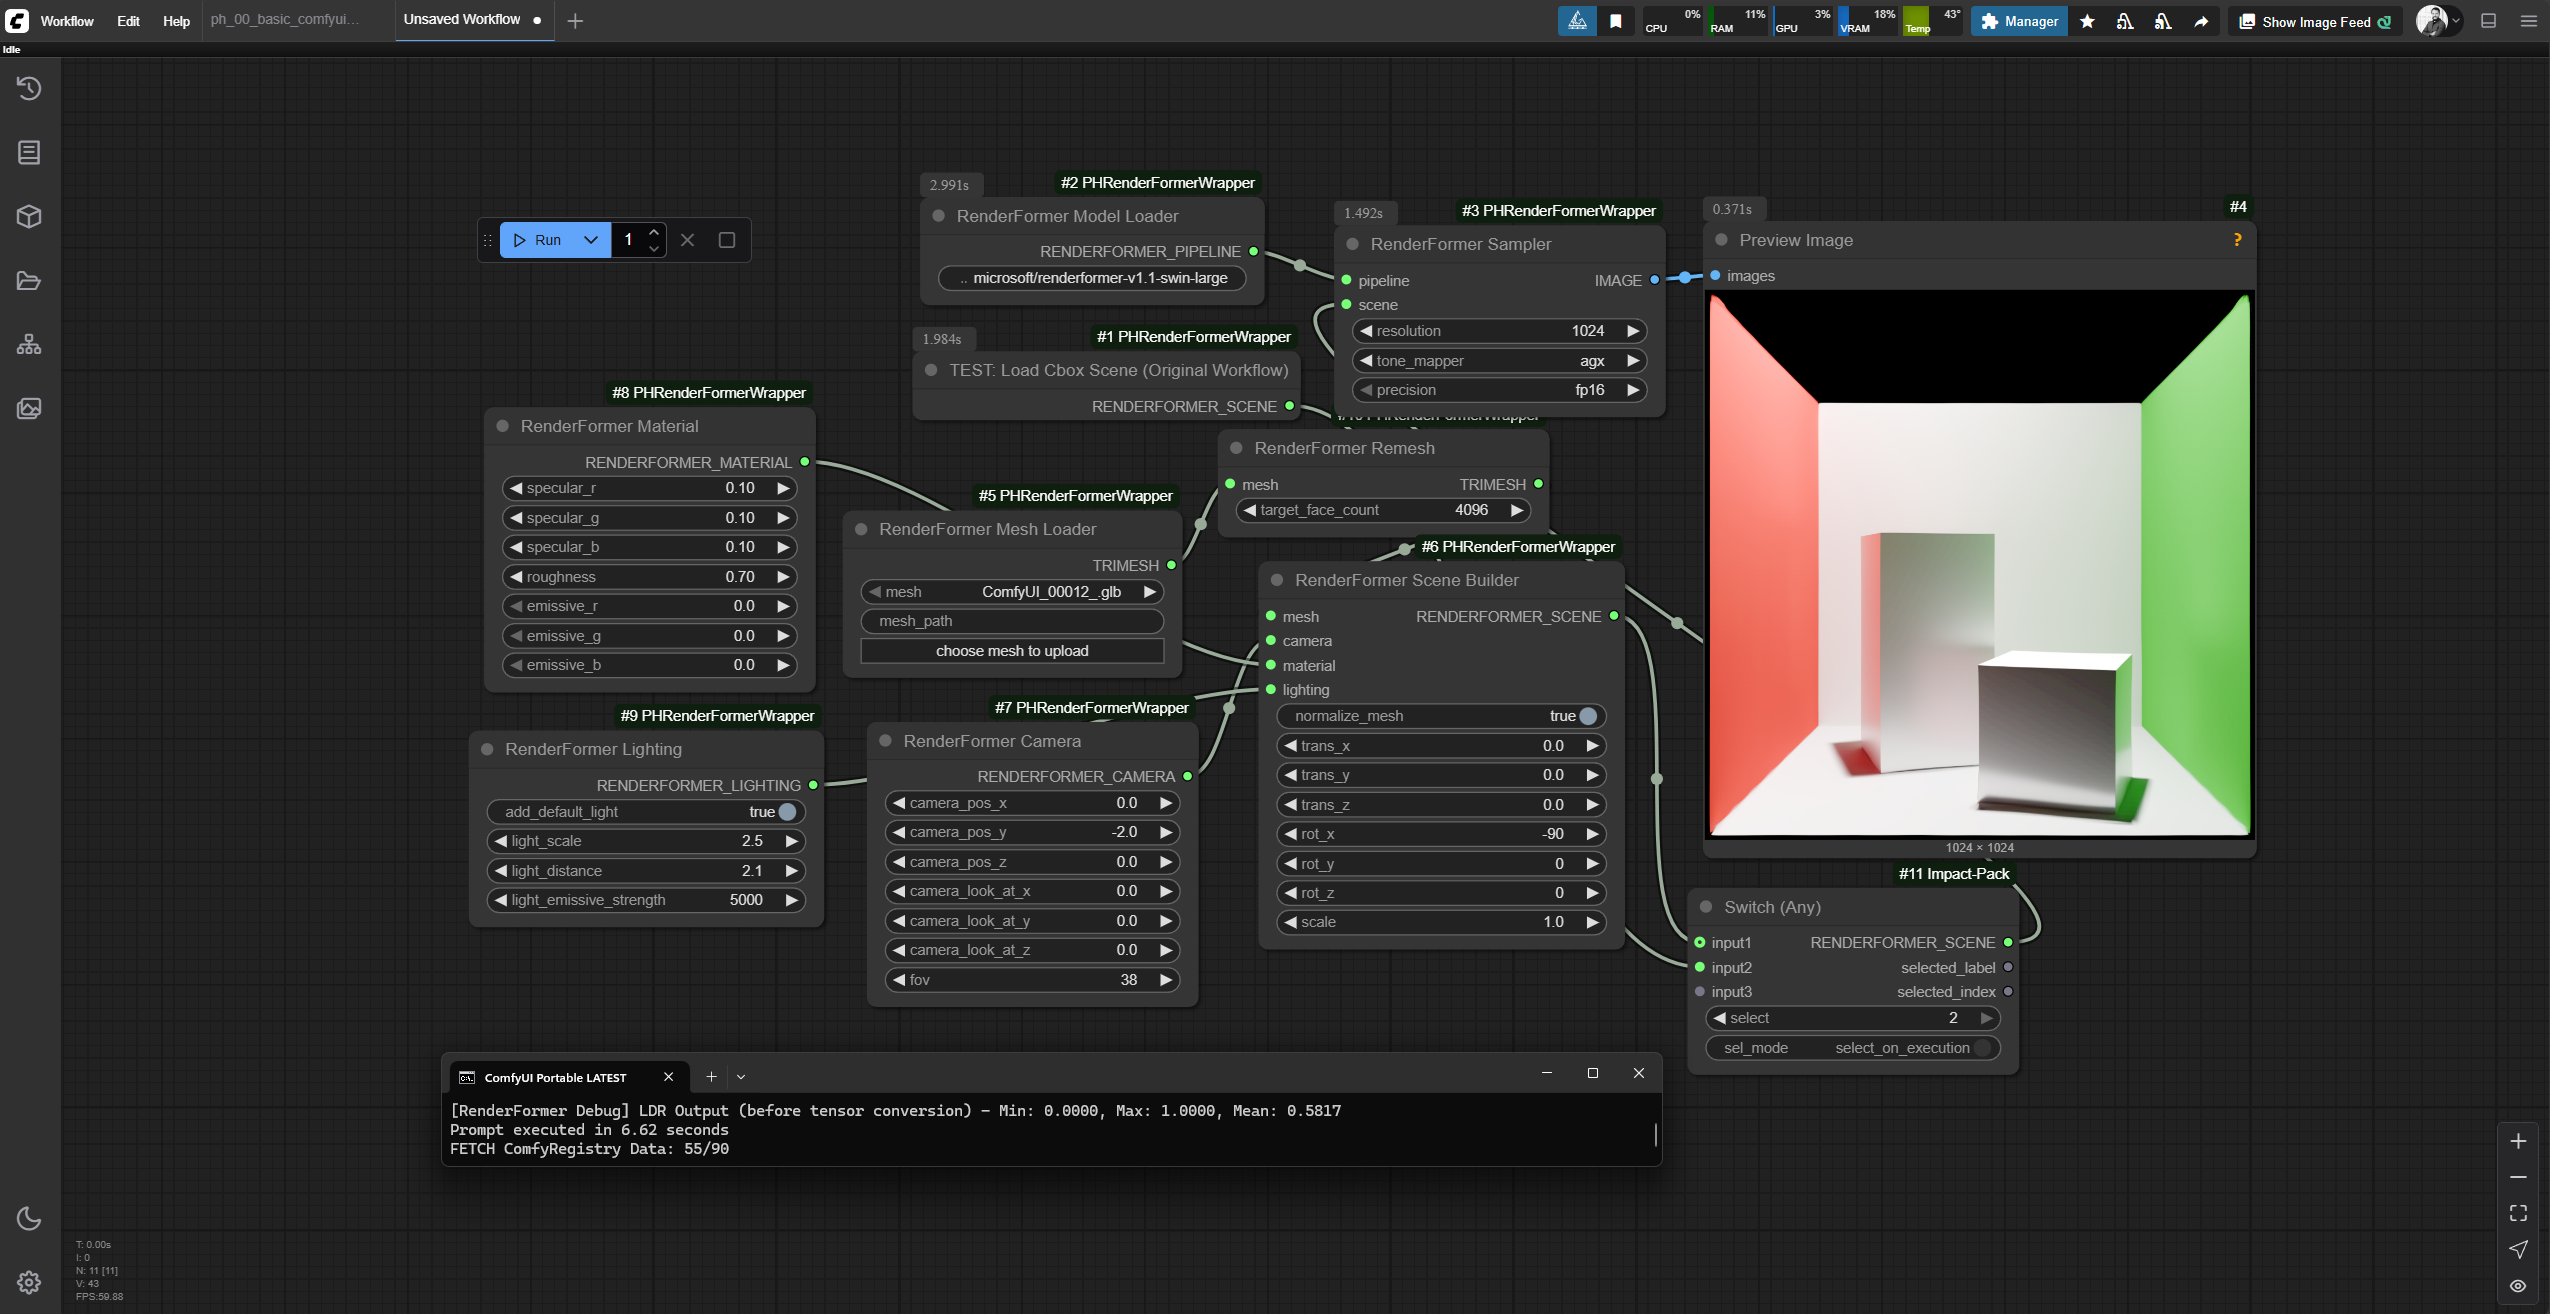 Workflow
Edit
Help
ph_00_basic_comfyui...
Unsaved Workflow
CPU 0%
RAM 11%
GPU 3%
VRAM 18%
Temp 43°
Manager
Show Image Feed
Idle
Run
1
2.991s
#2 PHRenderFormerWrapper
RenderFormer Model Loader
RENDERFORMER_PIPELINE
.. microsoft/renderformer-v1.1-swin-large
1.984s
#1 PHRenderFormerWrapper
TEST: Load Cbox Scene (Original Workflow)
RENDERFORMER_SCENE
1.492s
#3 PHRenderFormerWrapper
RenderFormer Sampler
pipeline
IMAGE
scene
resolution 1024
tone_mapper agx
precision fp16
0.371s
#4
Preview Image
?
images
1024 × 1024
#8 PHRenderFormerWrapper
RenderFormer Material
RENDERFORMER_MATERIAL
specular_r 0.10
specular_g 0.10
specular_b 0.10
roughness 0.70
emissive_r 0.0
emissive_g 0.0
emissive_b 0.0
#5 PHRenderFormerWrapper
RenderFormer Mesh Loader
TRIMESH
mesh ComfyUI_00012_.glb
mesh_path
choose mesh to upload
RenderFormer Remesh
mesh
TRIMESH
target_face_count 4096
#6 PHRenderFormerWrapper
RenderFormer Scene Builder
mesh
RENDERFORMER_SCENE
camera
material
lighting
normalize_mesh true
trans_x 0.0
trans_y 0.0
trans_z 0.0
rot_x -90
rot_y 0
rot_z 0
scale 1.0
#9 PHRenderFormerWrapper
RenderFormer Lighting
RENDERFORMER_LIGHTING
add_default_light true
light_scale 2.5
light_distance 2.1
light_emissive_strength 5000
#7 PHRenderFormerWrapper
RenderFormer Camera
RENDERFORMER_CAMERA
camera_pos_x 0.0
camera_pos_y -2.0
camera_pos_z 0.0
camera_look_at_x 0.0
camera_look_at_y 0.0
camera_look_at_z 0.0
fov 38
#11 Impact-Pack
Switch (Any)
input1
RENDERFORMER_SCENE
input2
selected_label
input3
selected_index
select 2
sel_mode select_on_execution
ComfyUI Portable LATEST
[RenderFormer Debug] LDR Output (before tensor conversion) - Min: 0.0000, Max: 1.0000, Mean: 0.5817
Prompt executed in 6.62 seconds
FETCH ComfyRegistry Data: 55/90
T: 0.00s
I: 0
N: 11 [11]
V: 43
FPS:59.88